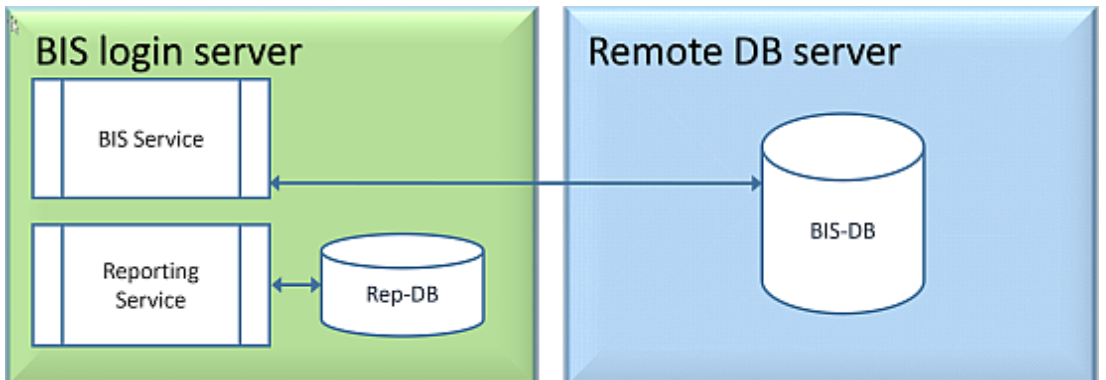 BIS login server
Remote DB server
BIS Service
BIS-DB
Reporting
Service
Rep-DB